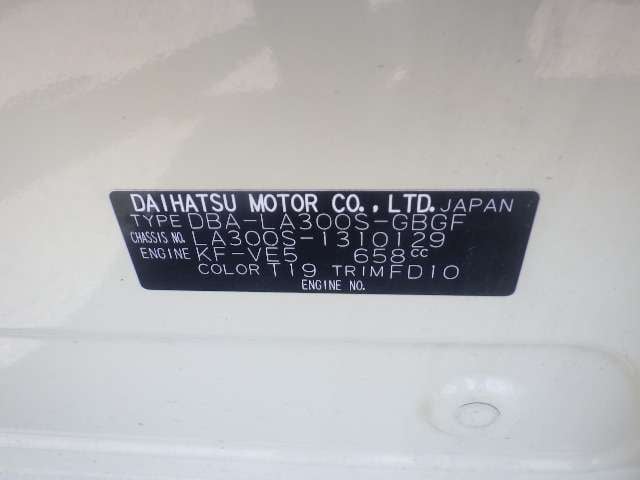 DAIHATSU MOTOR CO., LTD. JAPAN
TYPE DBA-LA300S-GBGF
CHASSIS NO. LA300S-1310129
ENGINE KF-VE5 658cc
COLOR T19 TRIM FD10
ENGINE NO.